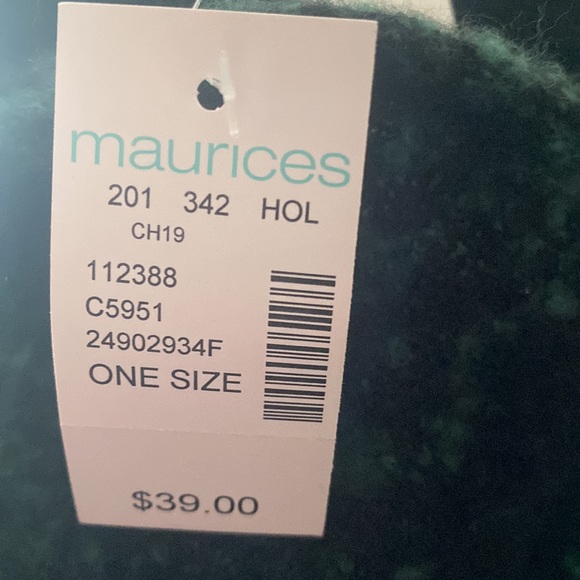 maurices
201 342 HOL
CH19
112388
C5951
24902934F
ONE SIZE
$39.00